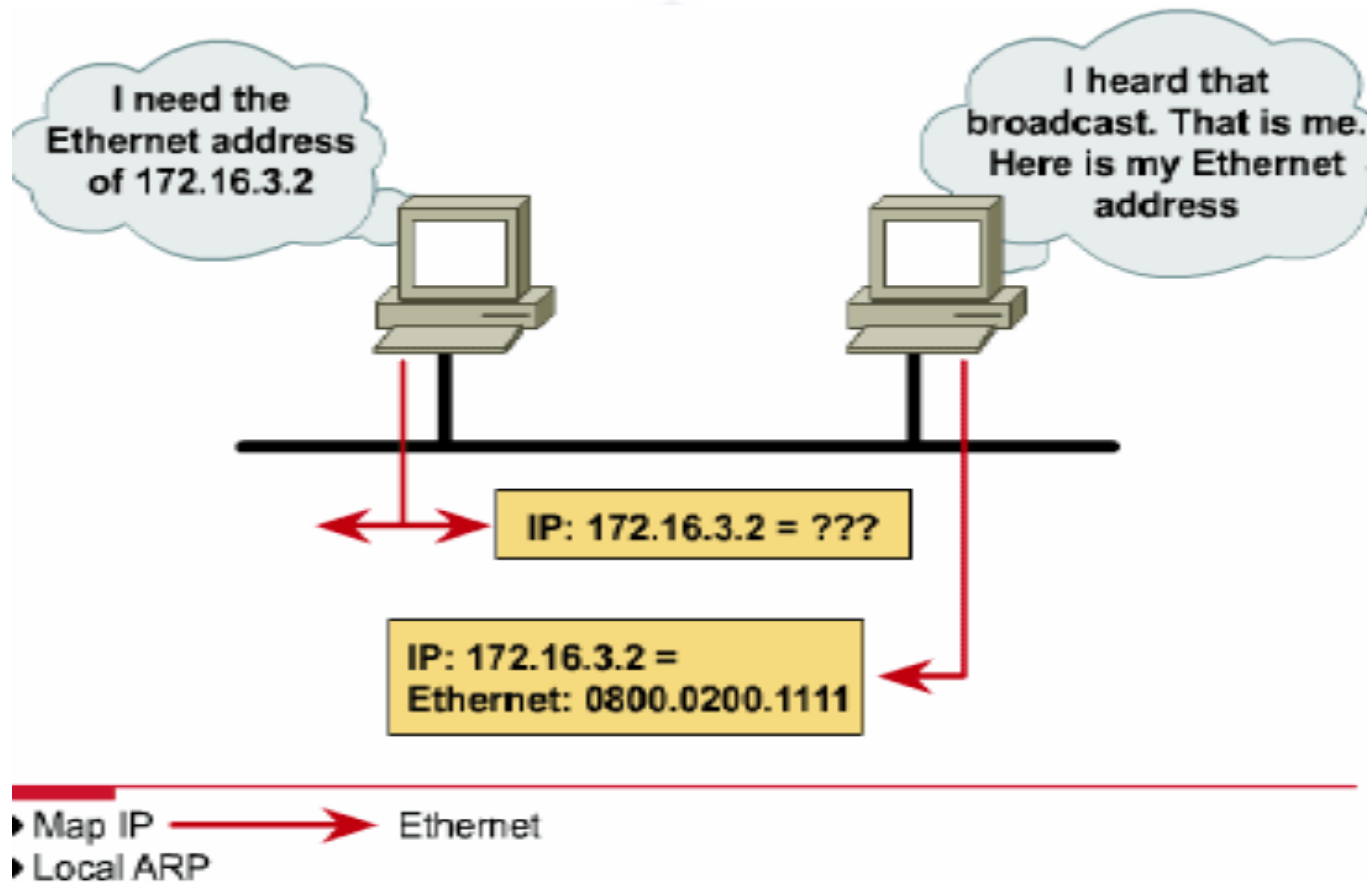 I need the
Ethernet address
of 172.16.3.2
I heard that
broadcast. That is me.
Here is my Ethernet
address
IP: 172.16.3.2 = ???
IP: 172.16.3.2 =
Ethernet: 0800.0200.1111
Map IP Ethernet
Local ARP